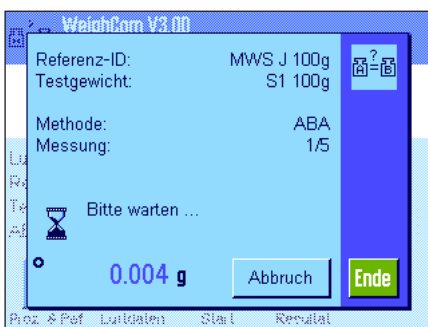 WeighCom V3.00
Referenz-ID: MWS J 100g
Testgewicht: S1 100g
A ? = B
Methode: ABA
Messung: 1/5
Bitte warten ...
0.004 g
Abbruch
Ende
Start